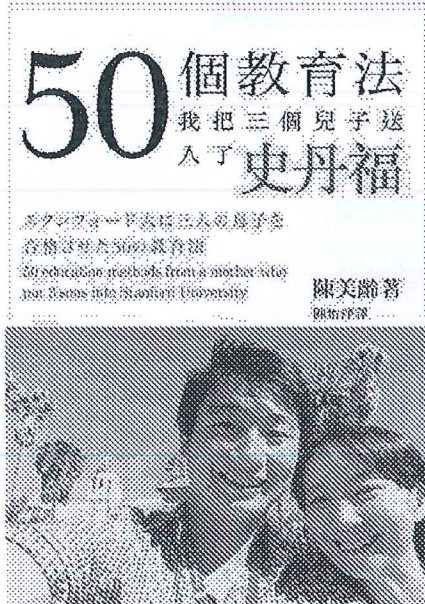 50個教育法
我把三個兒子送
入了史丹福
スタンフォード大に三人の息子を
合格させた50の教育法
50 education methods from a mother who
put 3 sons into Stanford University
陳美齡著